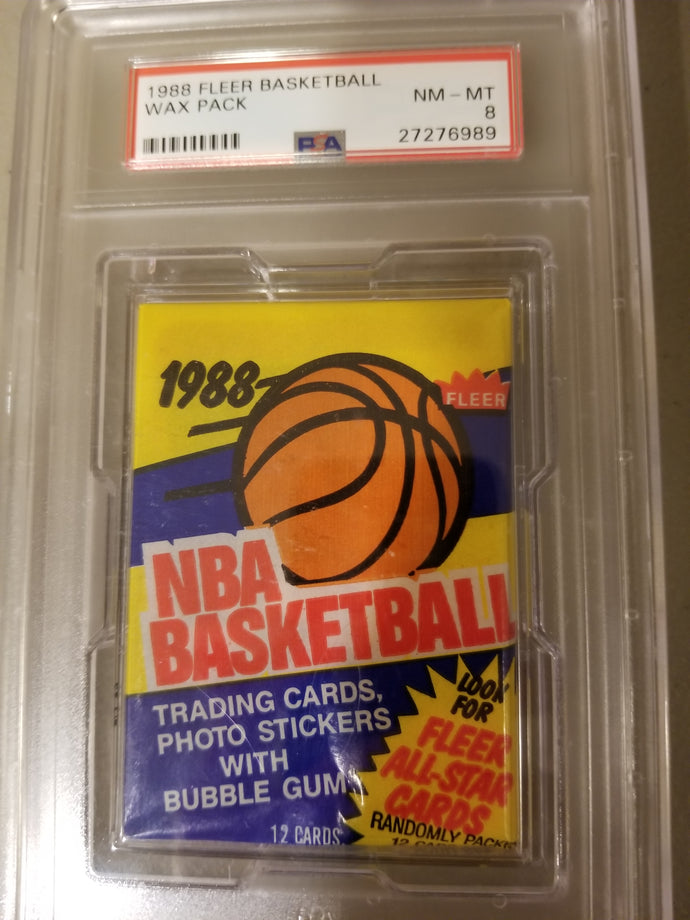 1988 FLEER BASKETBALL NM - MT
WAX PACK 8
PSA 27276989
1988
FLEER
NBA
BASKETBALL
TRADING CARDS,
PHOTO STICKERS
WITH
BUBBLE GUM
12 CARDS
LOOK
FOR
FLEER
ALL-STAR
CARDS
RANDOMLY PACKE